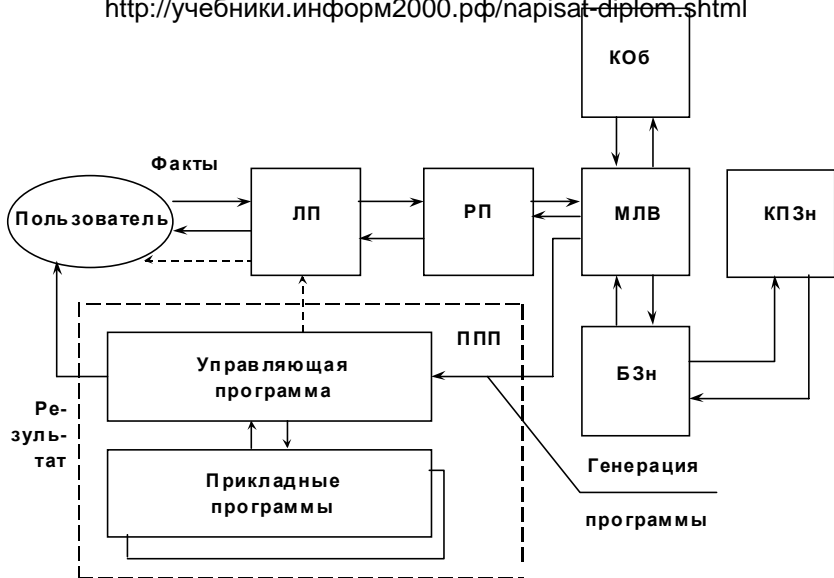 http://учебники.информ2000.рф/napisat-diplom.shtml
КОб
Факты
Пользователь
ЛП
РП
МЛВ
КПЗн
ППП
Управляющая
программа
БЗн
Ре-
зуль-
тат
Прикладные
программы
Генерация
программы